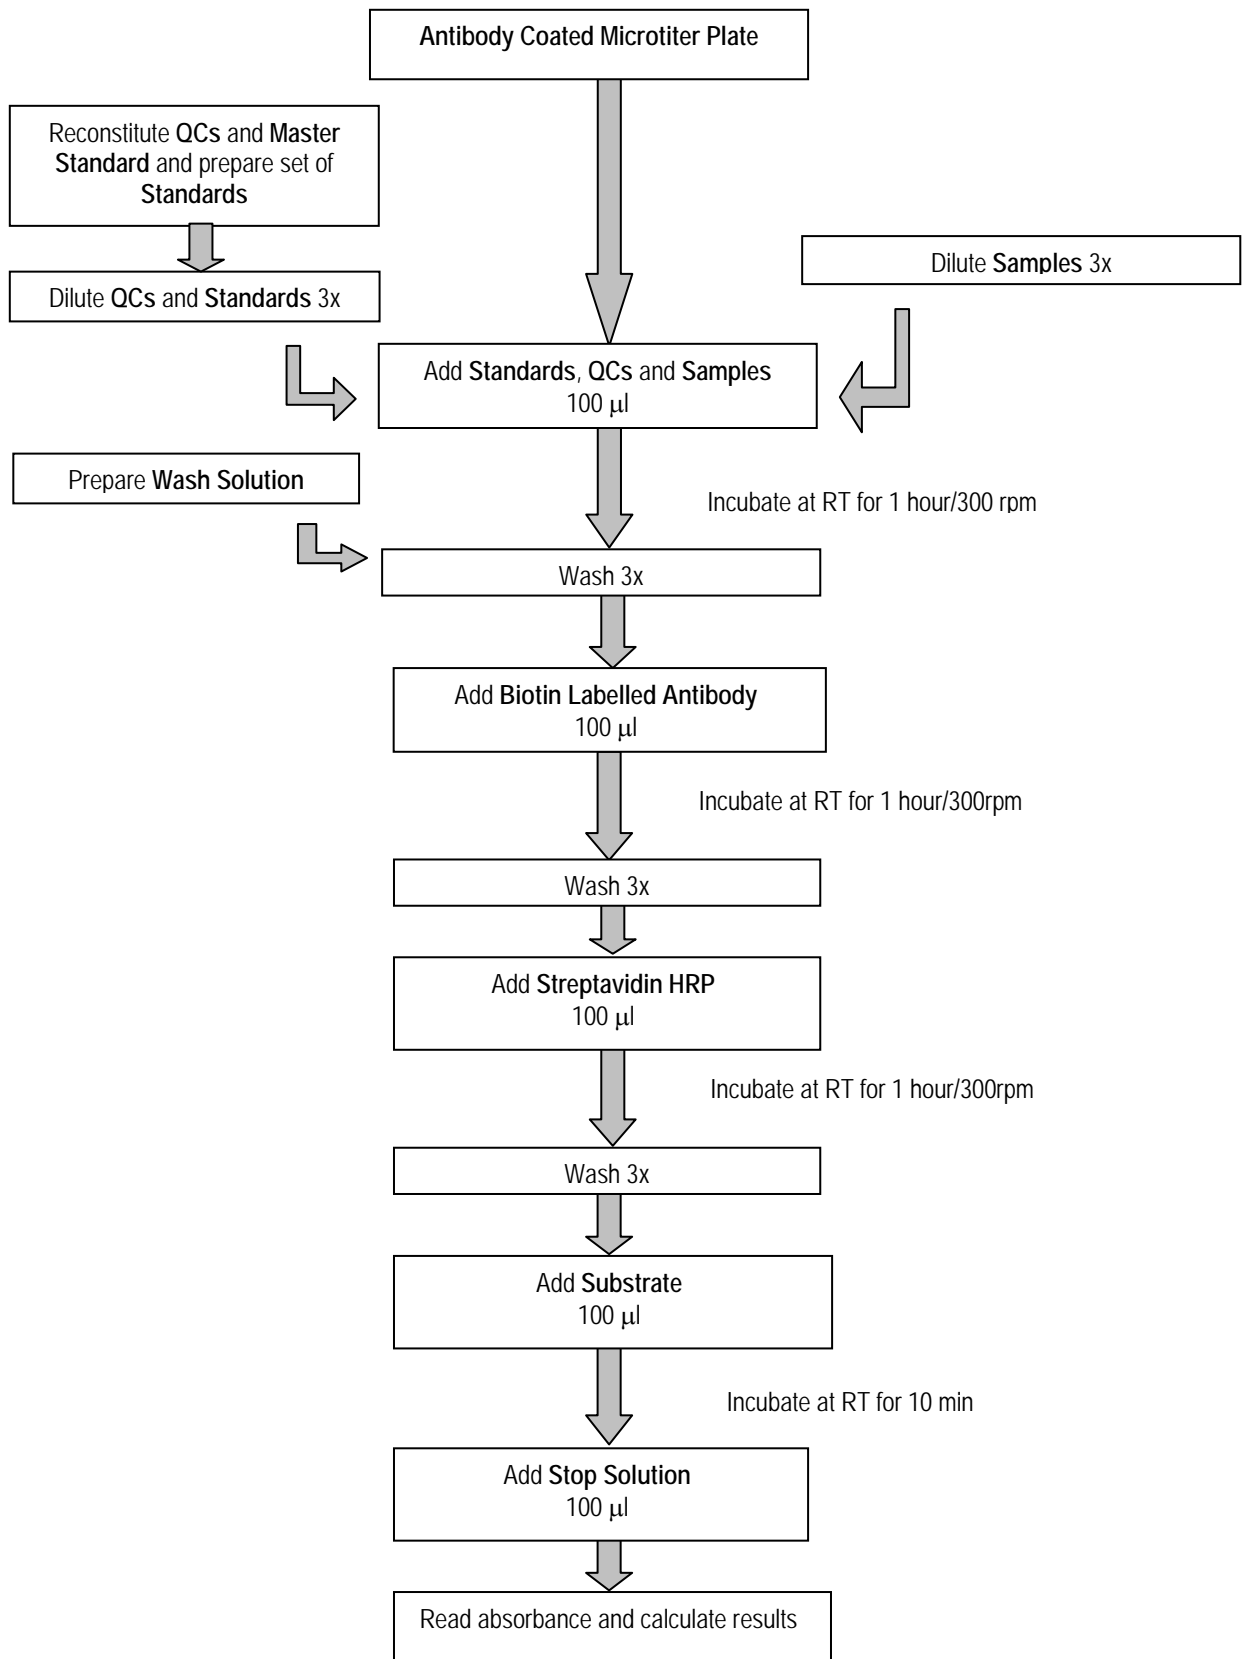 Antibody Coated Microtiter Plate
Reconstitute QCs and Master
Standard and prepare set of
Standards
Dilute QCs and Standards 3x
Dilute Samples 3x
Add Standards, QCs and Samples
100 μl
Prepare Wash Solution
Incubate at RT for 1 hour/300 rpm
Wash 3x
Add Biotin Labelled Antibody
100 μl
Incubate at RT for 1 hour/300rpm
Wash 3x
Add Streptavidin HRP
100 μl
Incubate at RT for 1 hour/300rpm
Wash 3x
Add Substrate
100 μl
Incubate at RT for 10 min
Add Stop Solution
100 μl
Read absorbance and calculate results